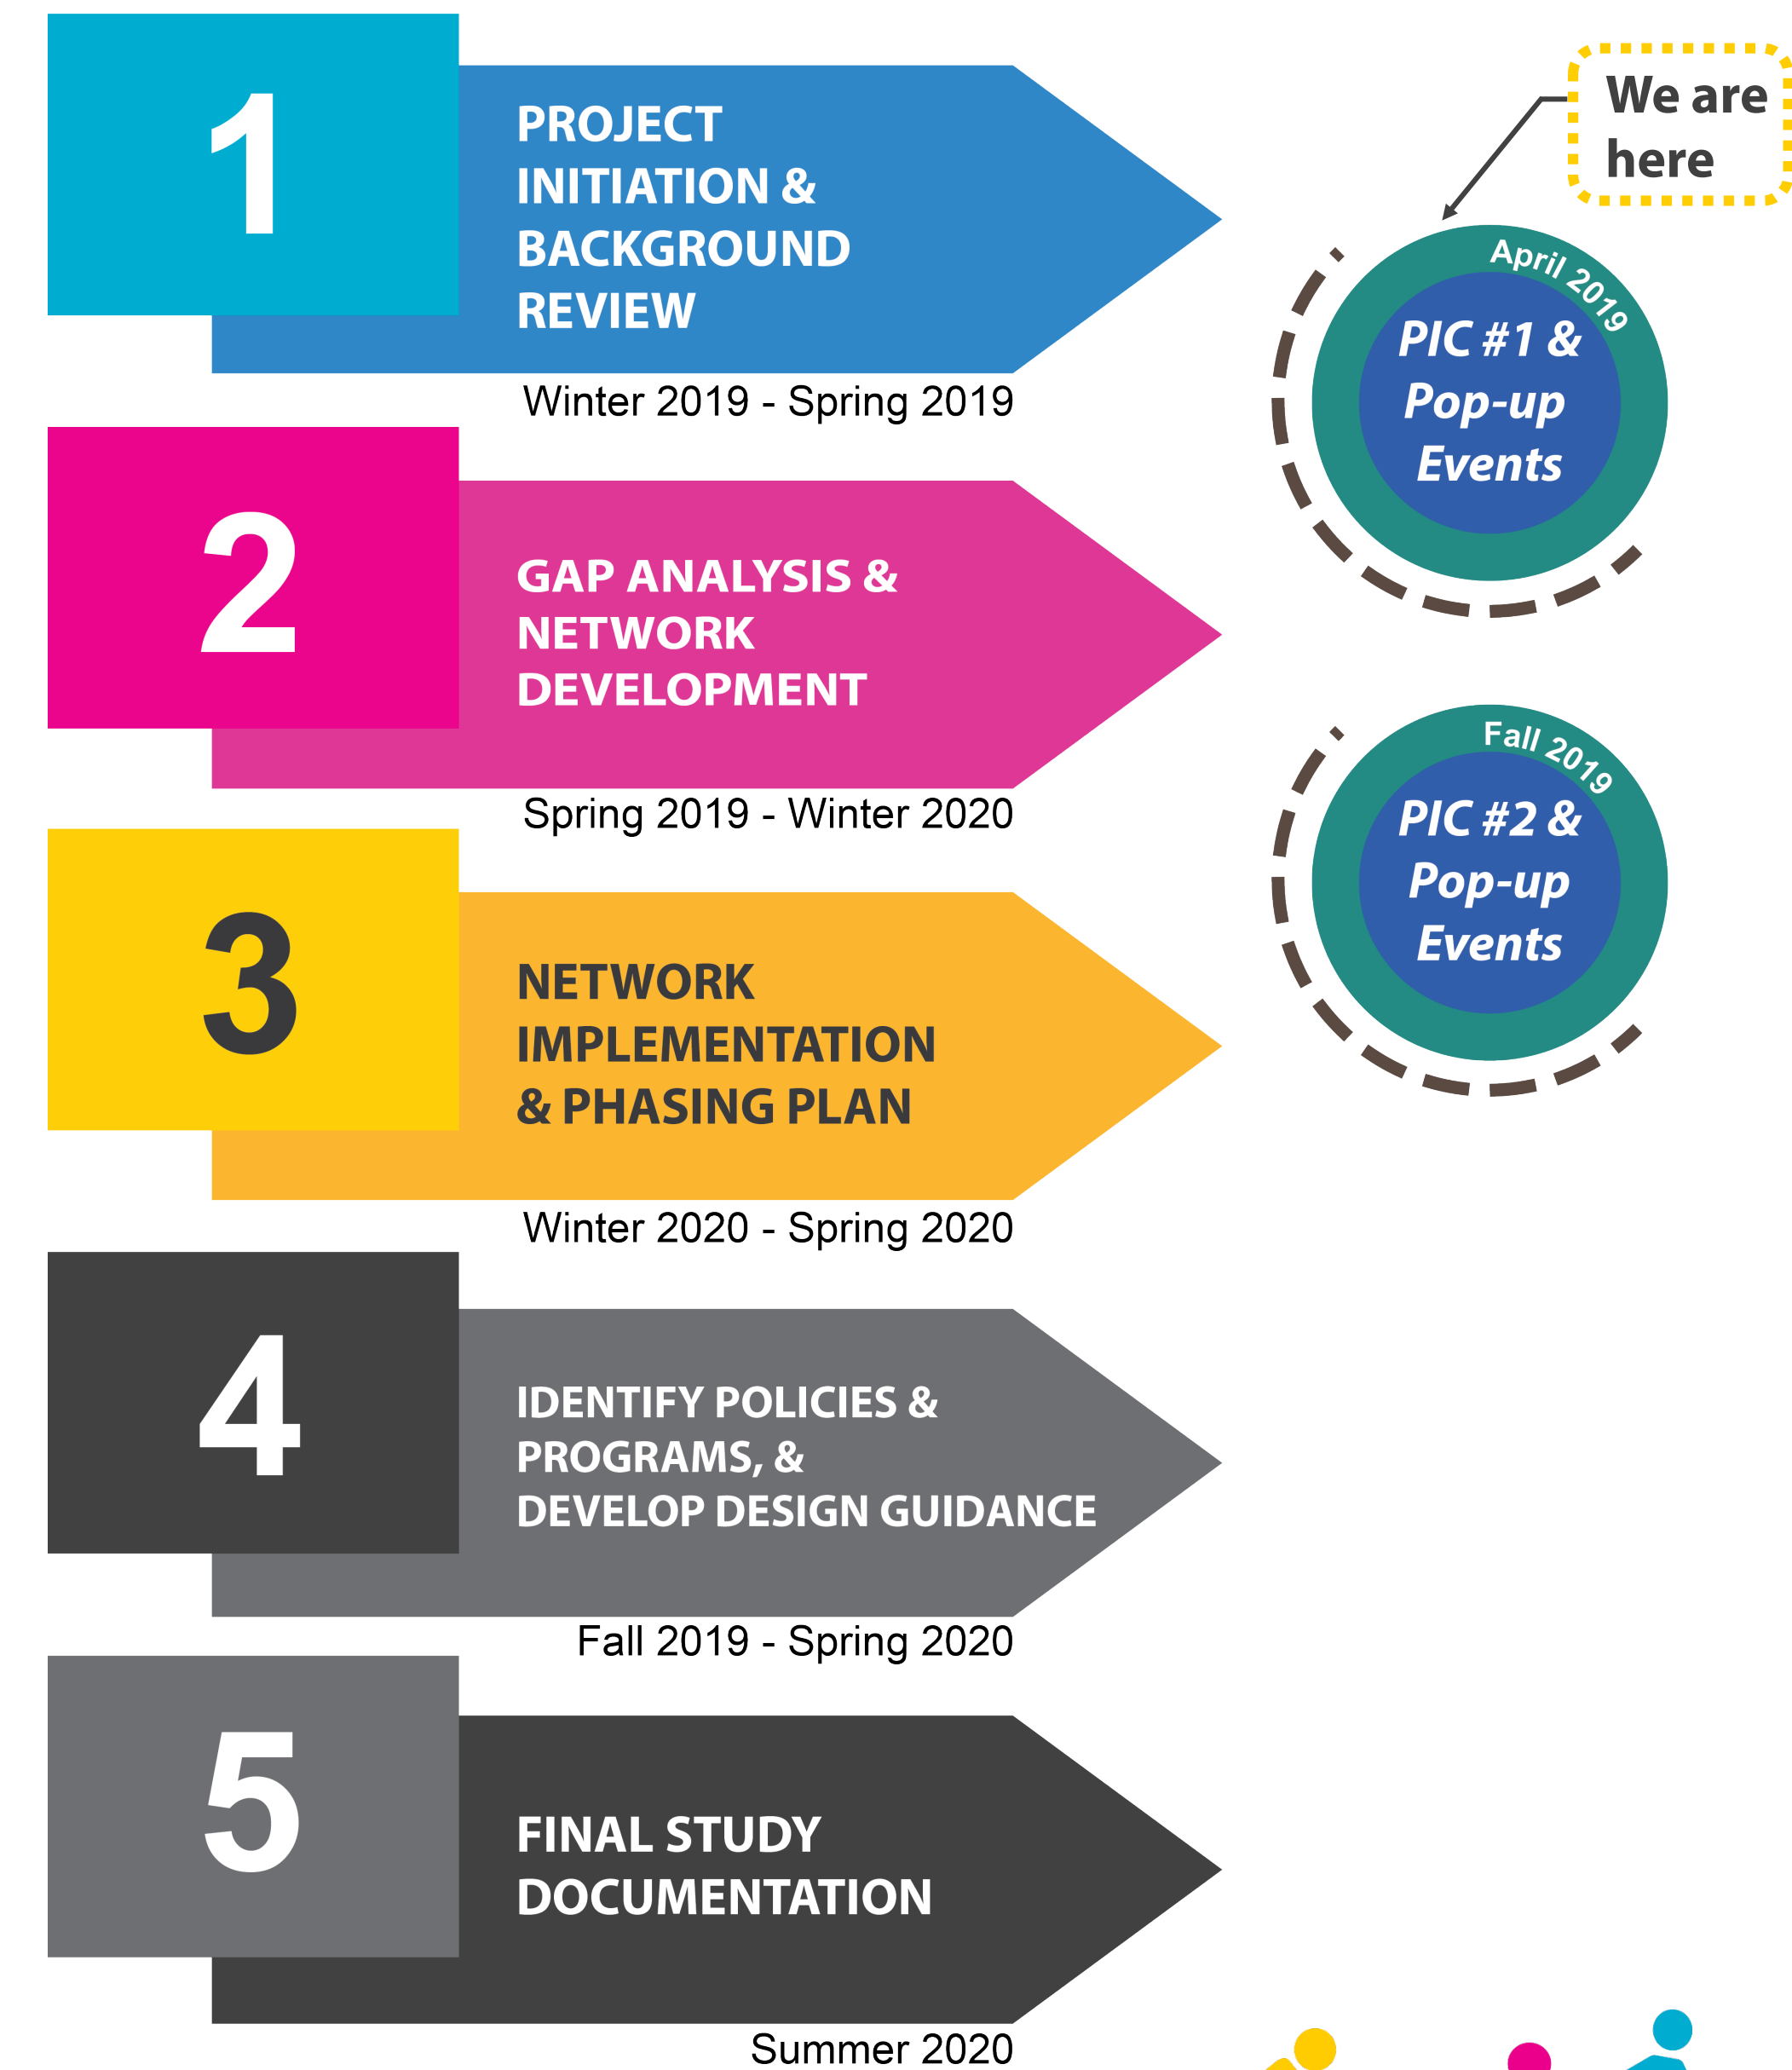 1
PROJECT
INITIATION &
BACKGROUND
REVIEW
Winter 2019 - Spring 2019
We are
here
April 2019
PIC #1 &
Pop-up
Events
2
GAP ANALYSIS &
NETWORK
DEVELOPMENT
Spring 2019 - Winter 2020
Fall 2019
PIC #2 &
Pop-up
Events
3
NETWORK
IMPLEMENTATION
& PHASING PLAN
Winter 2020 - Spring 2020
4
IDENTIFY POLICIES &
PROGRAMS, &
DEVELOP DESIGN GUIDANCE
Fall 2019 - Spring 2020
5
FINAL STUDY
DOCUMENTATION
Summer 2020